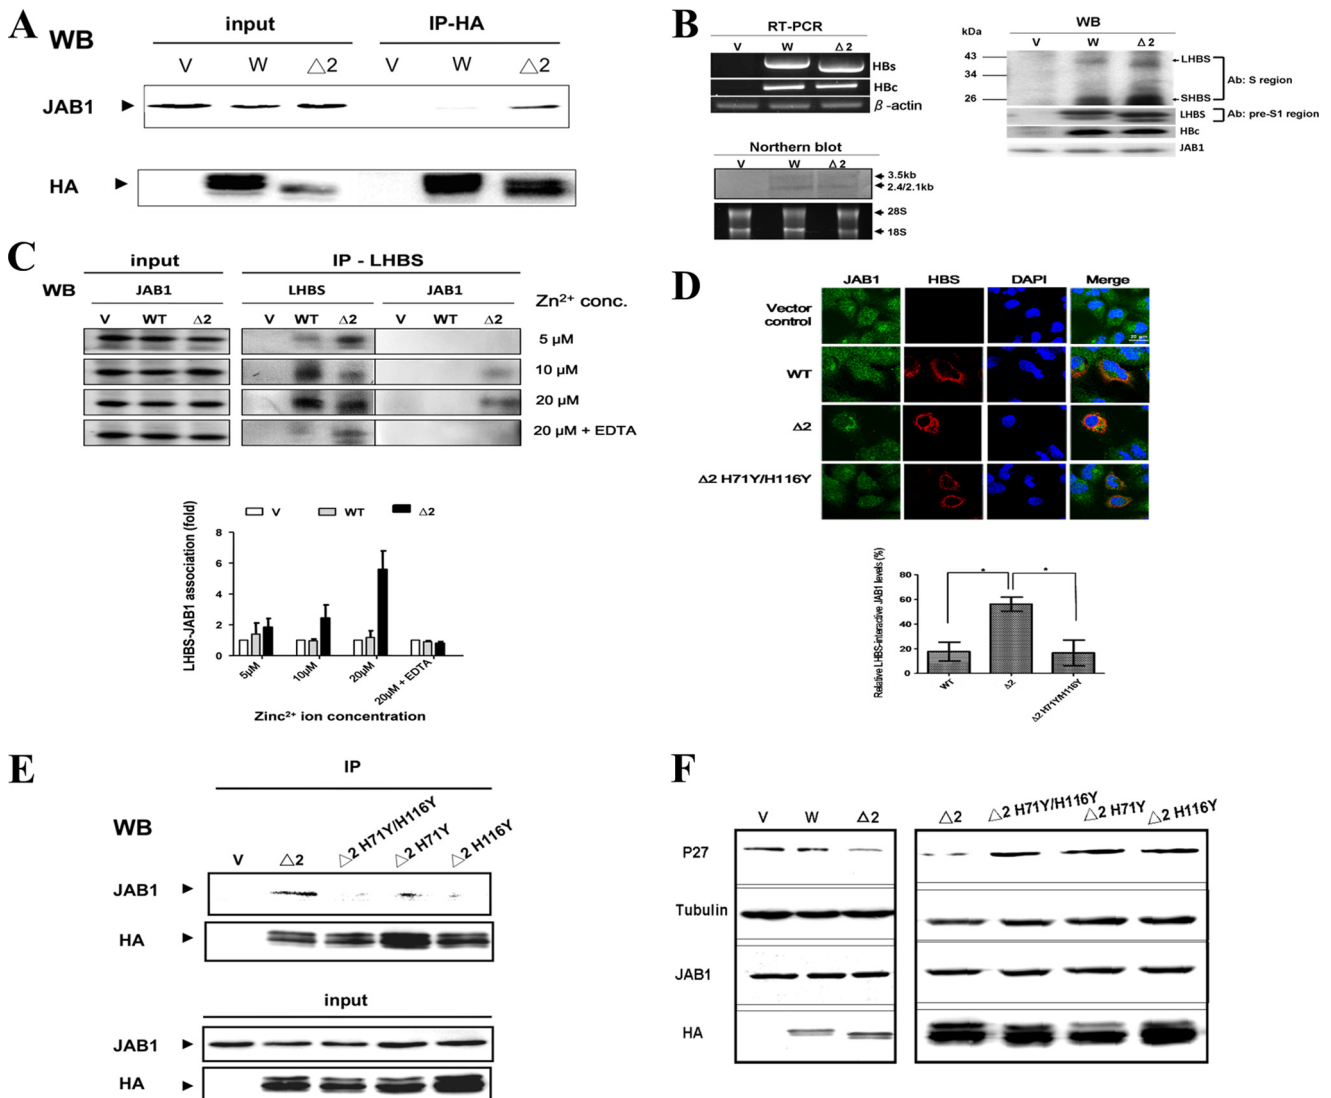 A
WB
input
IP-HA
V W △2 V W △2
JAB1
HA
B
RT-PCR
V W Δ2
HBs
HBc
β-actin
Northern blot
V W Δ2
3.5kb
2.4/2.1kb
28S
18S
WB
kDa
V W Δ2
43
34
26
LHBS
SHBS
Ab: S region
LHBS
Ab: pre-S1 region
HBc
JAB1
C
input
IP - LHBS
WB
JAB1 LHBS JAB1
Zn²⁺ conc.
V WT Δ2 V WT Δ2 V WT Δ2
5 μM
10 μM
20 μM
20 μM + EDTA
V WT Δ2
LHBS-JAB1 association (fold)
8
6
4
2
0
5μM 10μM 20μM 20μM + EDTA
Zinc²⁺ ion concentration
D
JAB1 HBS DAPI Merge
Vector
control
20 μm
WT
Δ2
Δ2 H71Y/H116Y
Relative LHBS-interactive JAB1 levels (%)
80
60
40
20
0
* *
WT Δ2 Δ2 H71Y/H116Y
E
IP
WB
V △2 △2 H71Y/H116Y △2 H71Y △2 H116Y
JAB1
HA
input
JAB1
HA
F
V W Δ2 △2 △2 H71Y/H116Y △2 H71Y △2 H116Y
P27
Tubulin
JAB1
HA